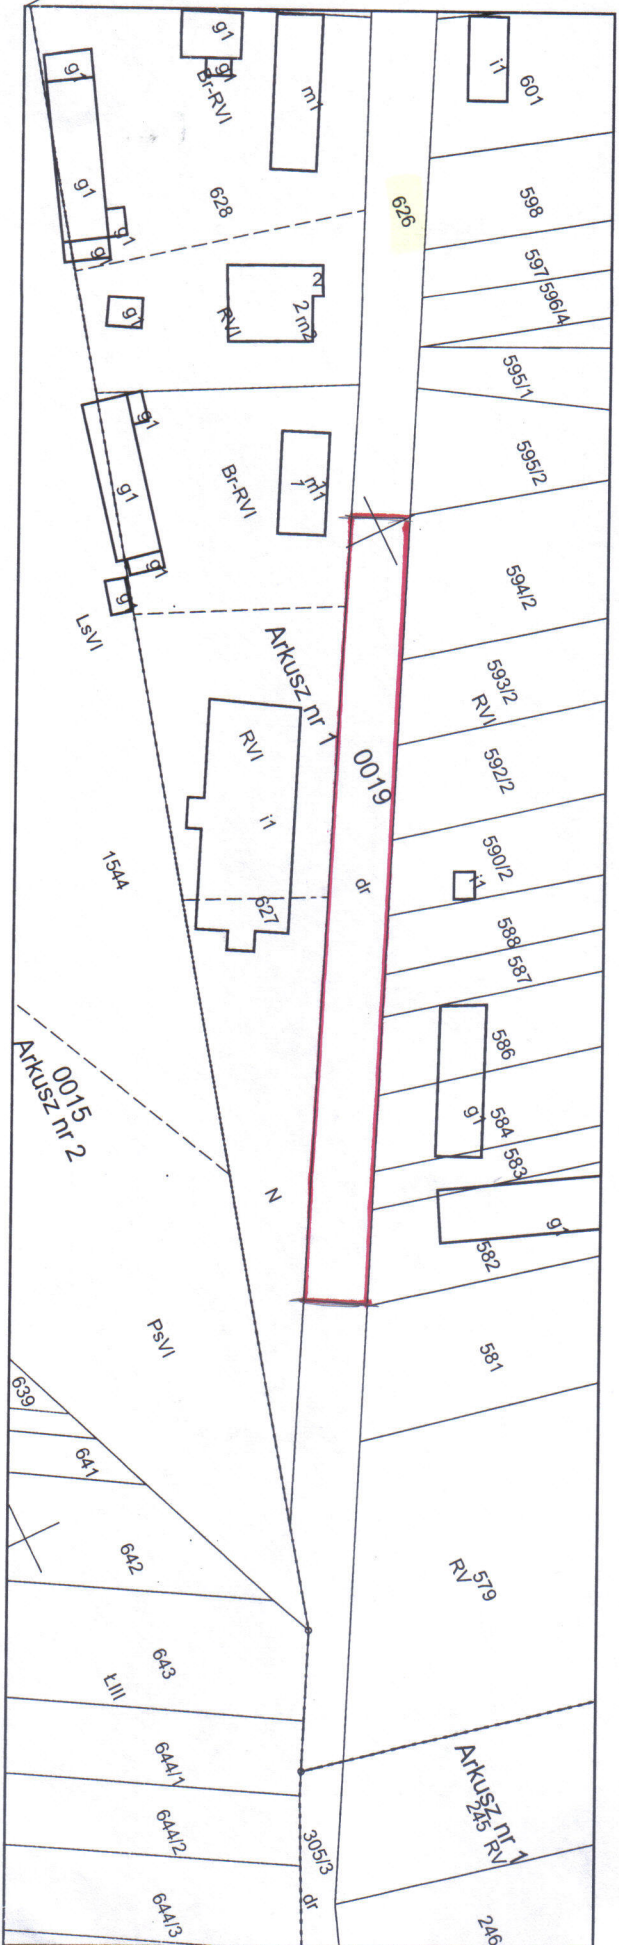 g1
g1
Br-RVI
m1
i1
601
g1
g1
g1
g1
628
626
598
597
596/4
g1
RVI
2
2 m2
595/1
g1
g1
Br-RVI
m1
1
595/2
g1
g1
LsVI
594/2
Arkusz nr 1
593/2
RVI
RVI
i1
0019
592/2
1544
627
dr
590/2
i1
588
587
586
0015
Arkusz nr 2
g1
584
583
N
g1
582
PsVI
581
639
641
642
RV
579
643
ŁIII
644/1
Arkusz nr 1
245 RV
644/2
305/3
dr
644/3
246